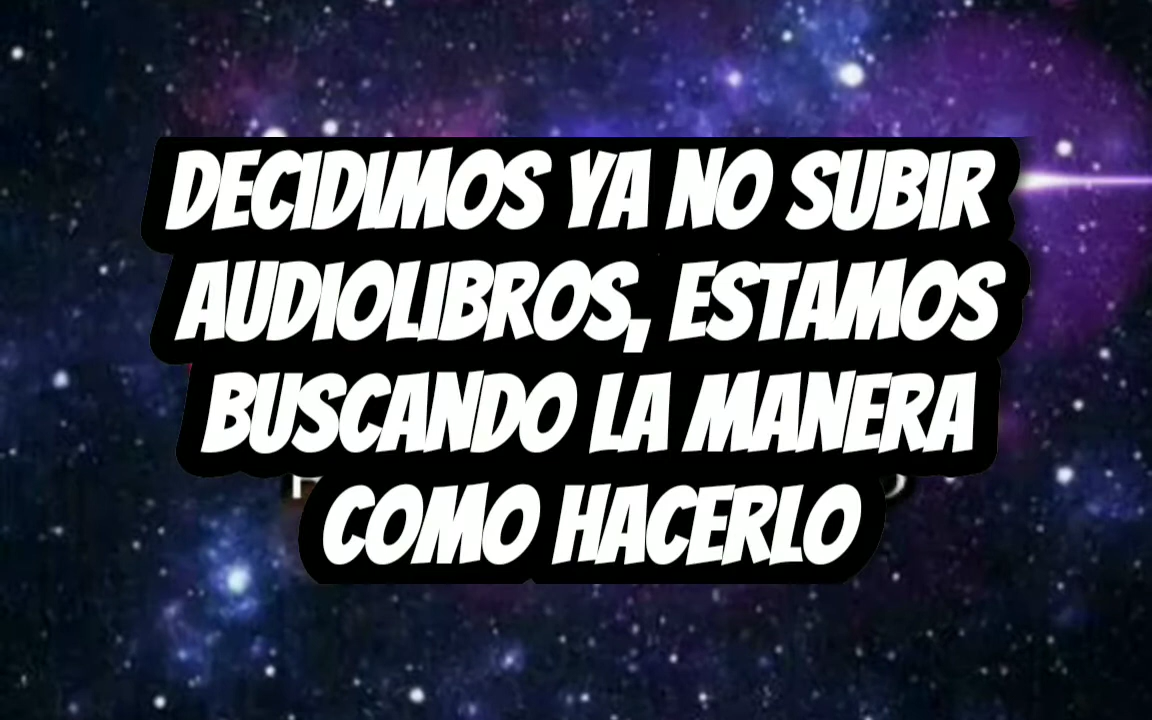 DECIDIMOS YA NO SUBIR
AUDIOLIBROS, ESTAMOS
BUSCANDO LA MANERA
COMO HACERLO